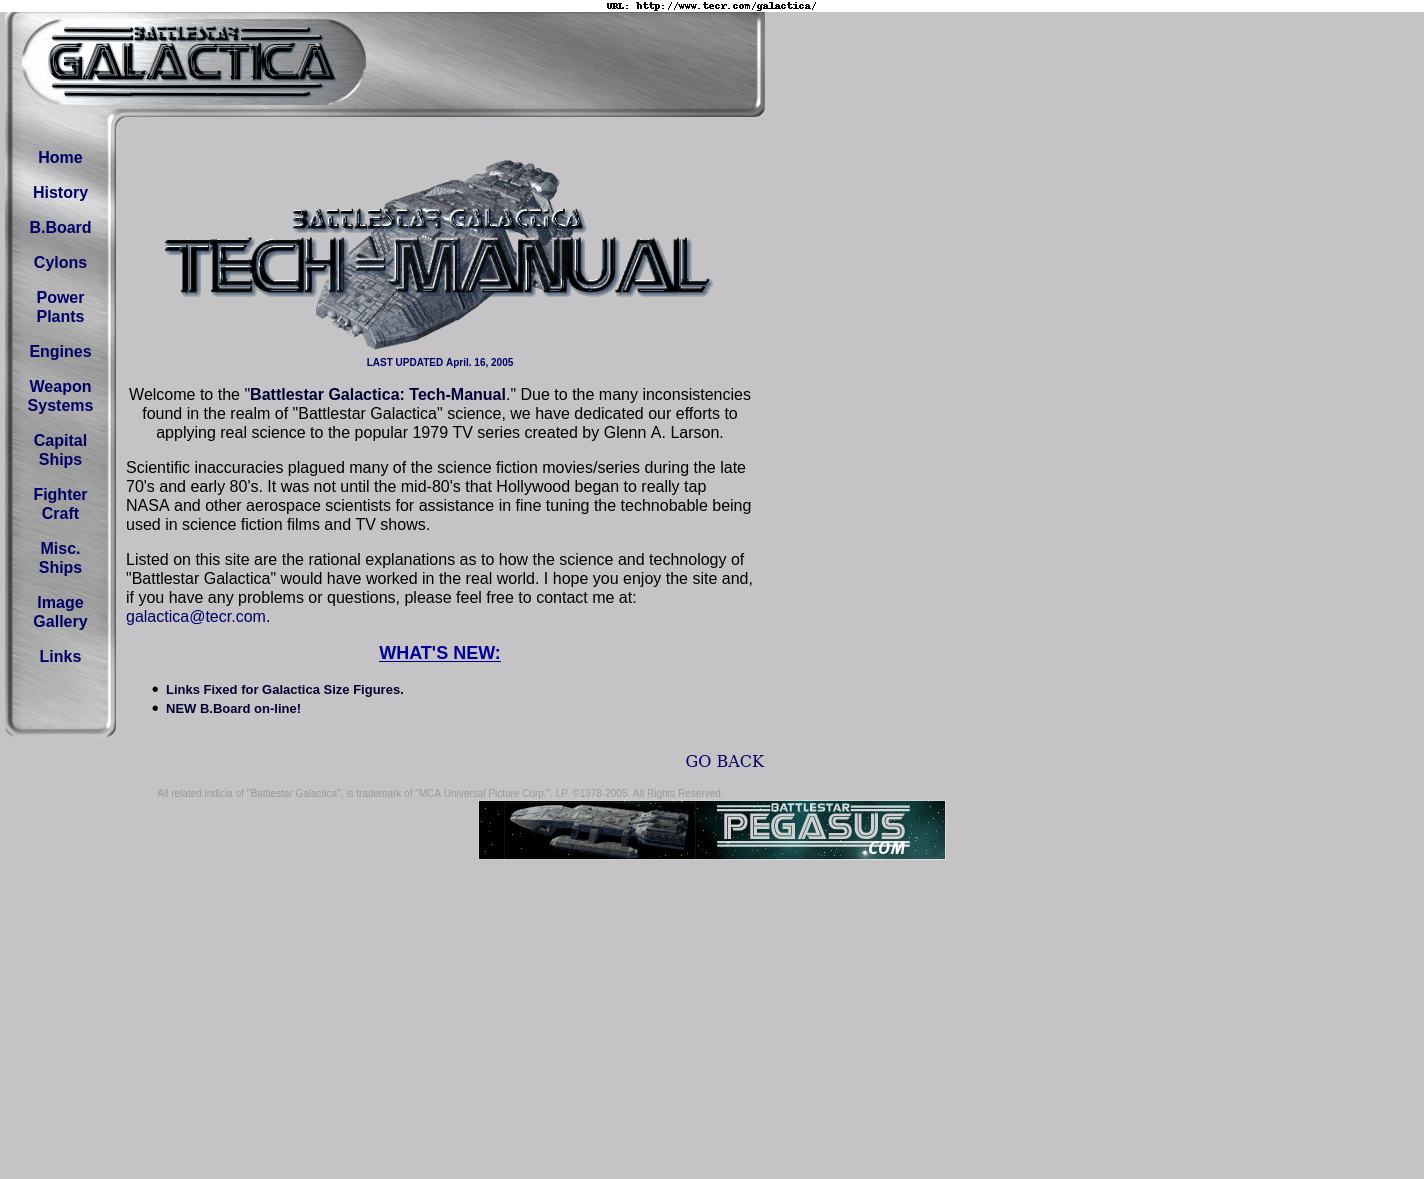 URL: http://www.tecr.com/galactica/
BATTLESTAR
GALACTICA
Home
History
B.Board
Cylons
Power
Plants
Engines
Weapon
Systems
Capital
Ships
Fighter
Craft
Misc.
Ships
Image
Gallery
Links
BATTLESTAR GALACTICA
TECH-MANUAL
LAST UPDATED April. 16, 2005
Welcome to the "Battlestar Galactica: Tech-Manual." Due to the many inconsistencies
found in the realm of "Battlestar Galactica" science, we have dedicated our efforts to
applying real science to the popular 1979 TV series created by Glenn A. Larson.
Scientific inaccuracies plagued many of the science fiction movies/series during the late
70's and early 80's. It was not until the mid-80's that Hollywood began to really tap
NASA and other aerospace scientists for assistance in fine tuning the technobable being
used in science fiction films and TV shows.
Listed on this site are the rational explanations as to how the science and technology of
"Battlestar Galactica" would have worked in the real world. I hope you enjoy the site and,
if you have any problems or questions, please feel free to contact me at:
galactica@tecr.com.
WHAT'S NEW:
• Links Fixed for Galactica Size Figures.
• NEW B.Board on-line!
GO BACK
All related indicia of "Battlestar Galactica", is trademark of "MCA Universal Picture Corp.", LP. ©1978-2005. All Rights Reserved.
BATTLESTAR
PEGASUS
.COM